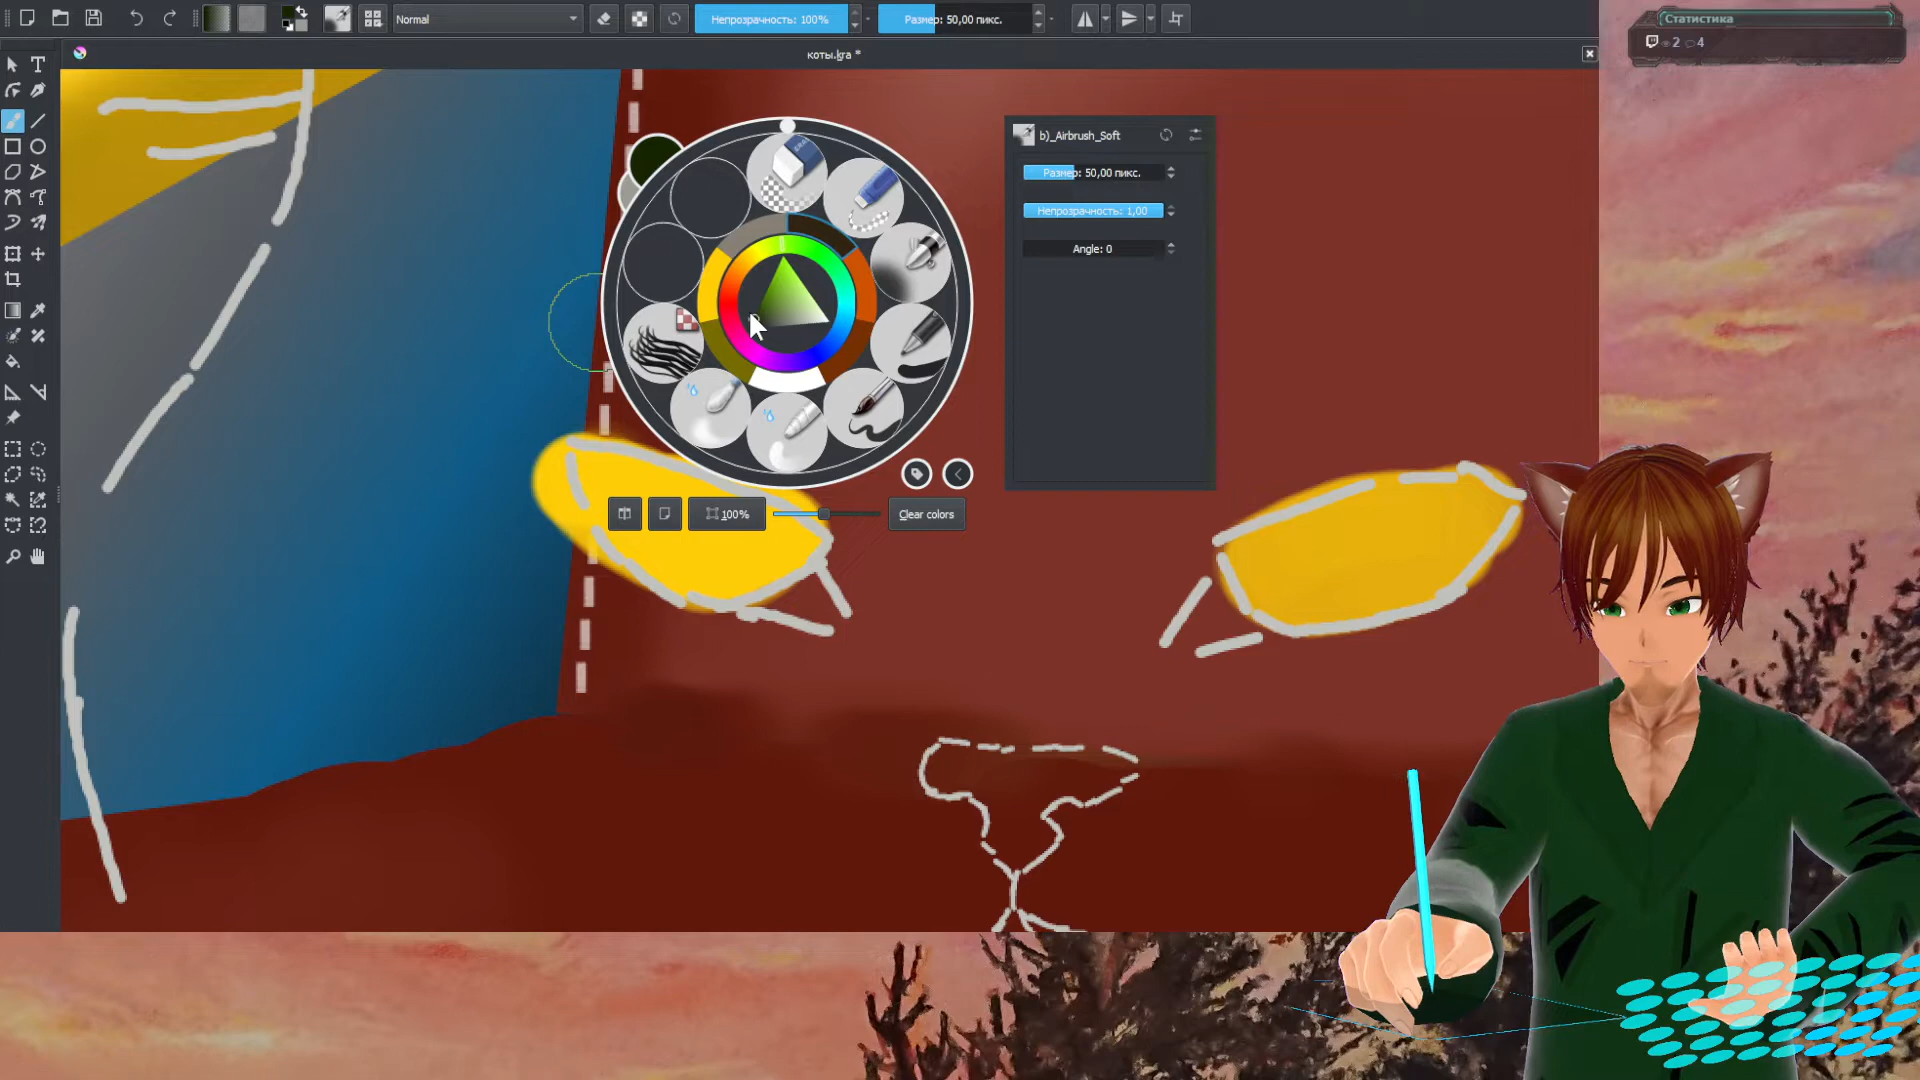 Normal
Непрозрачность: 100%
Размер: 50,00 пикс.
Статистика
2 4
коты.kra *
b)_Airbrush_Soft
Размер: 50,00 пикс.
Непрозрачность: 1,00
Angle: 0
100%
Clear colors